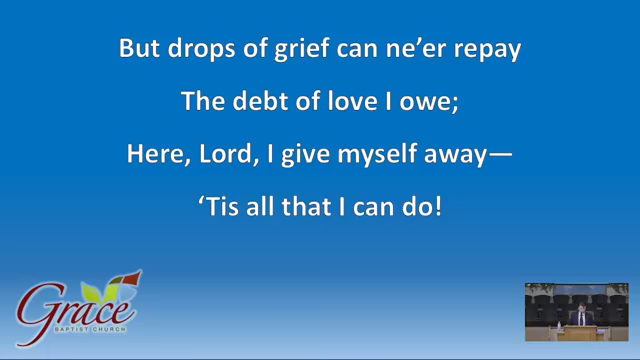 But drops of grief can ne’er repay
The debt of love I owe;
Here, Lord, I give myself away—
‘Tis all that I can do!
Grace
BAPTIST CHURCH